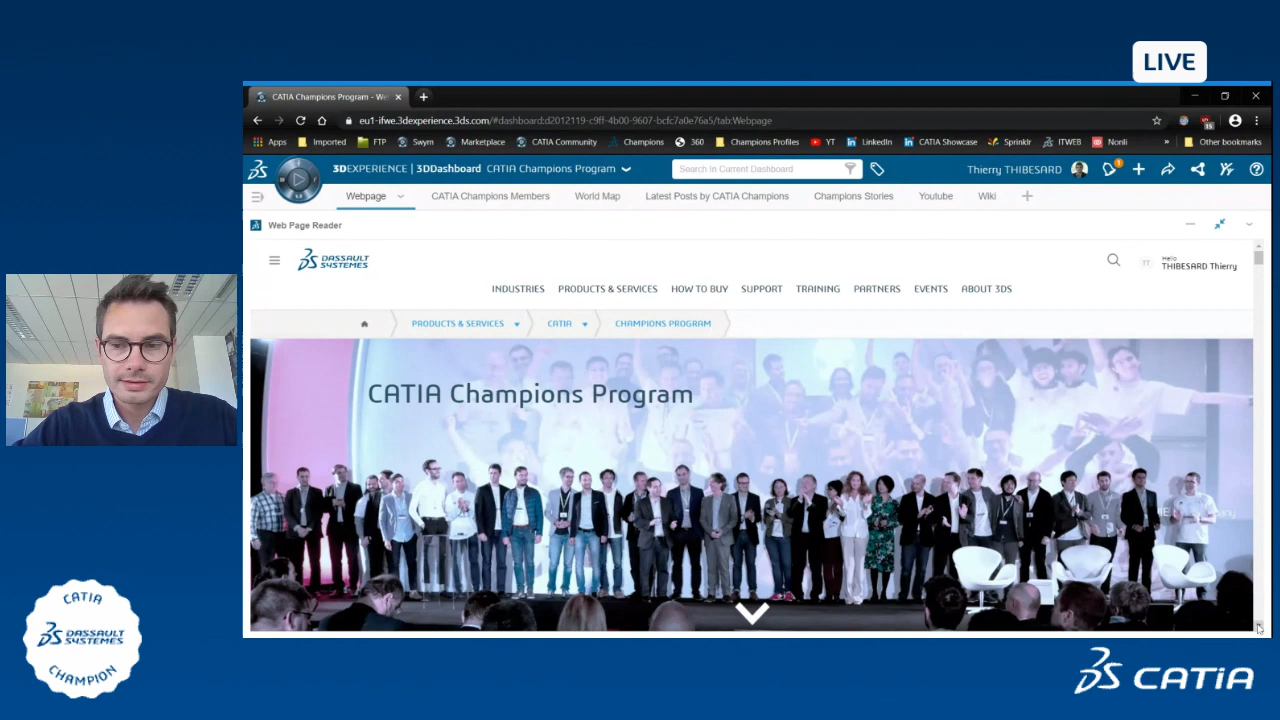 LIVE
CATIA Champions Program - We
eu1-ifwe.3dexperience.3ds.com/#dashboard:d2012119-c9ff-4b00-9607-bcfc7a0e76a5/tab:Webpage
15
Apps Imported FTP Swym Marketplace CATIA Community Champions 360 Champions Profiles YT LinkedIn CATIA Showcase Sprinklr ITWEB Nonli » Other bookmarks
3DEXPERIENCE | 3DDashboard CATIA Champions Program Search In Current Dashboard Thierry THIBESARD 1
Webpage CATIA Champions Members World Map Latest Posts by CATIA Champions Champions Stories Youtube Wiki
Web Page Reader
DASSAULT SYSTEMES
TT Hello
THIBESARD Thierry
INDUSTRIES PRODUCTS & SERVICES HOW TO BUY SUPPORT TRAINING PARTNERS EVENTS ABOUT 3DS
PRODUCTS & SERVICES CATIA CHAMPIONS PROGRAM
CATIA Champions Program
CATIA
DASSAULT SYSTEMES
CHAMPION
CATIA